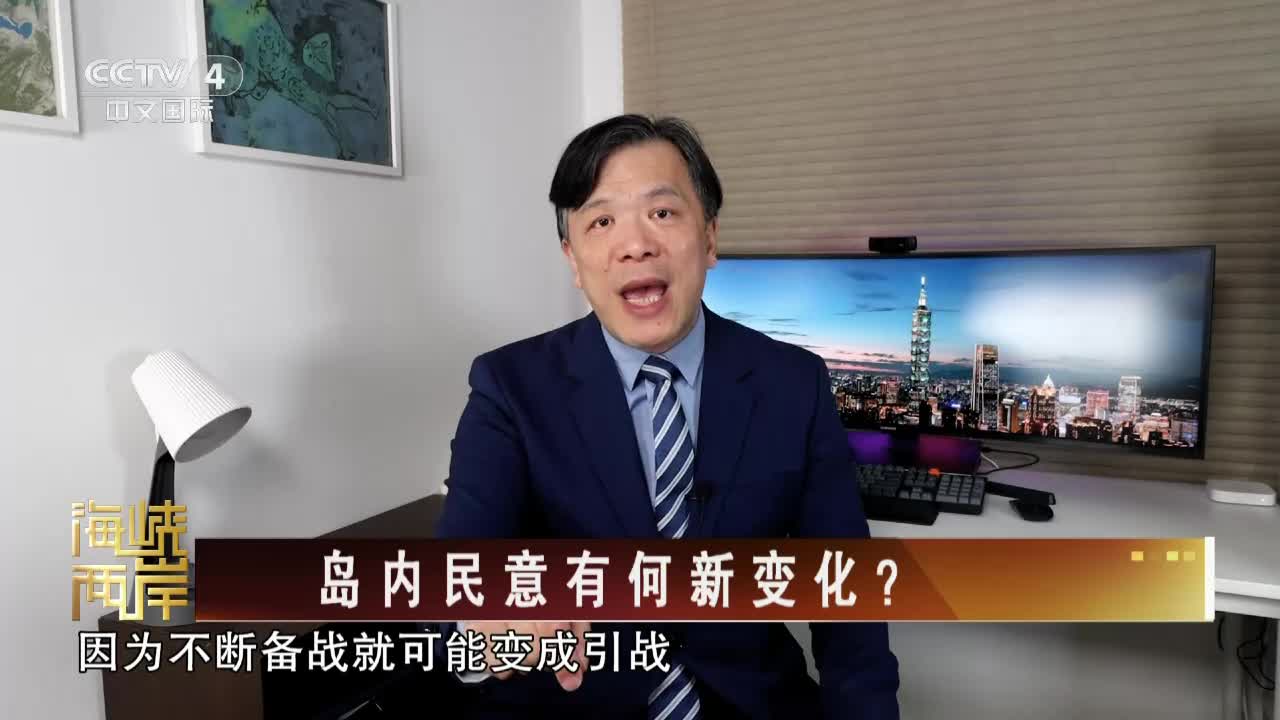 CCTV 4
中文国际
海峡
两岸
岛内民意有何新变化?
因为不断备战就可能变成引战